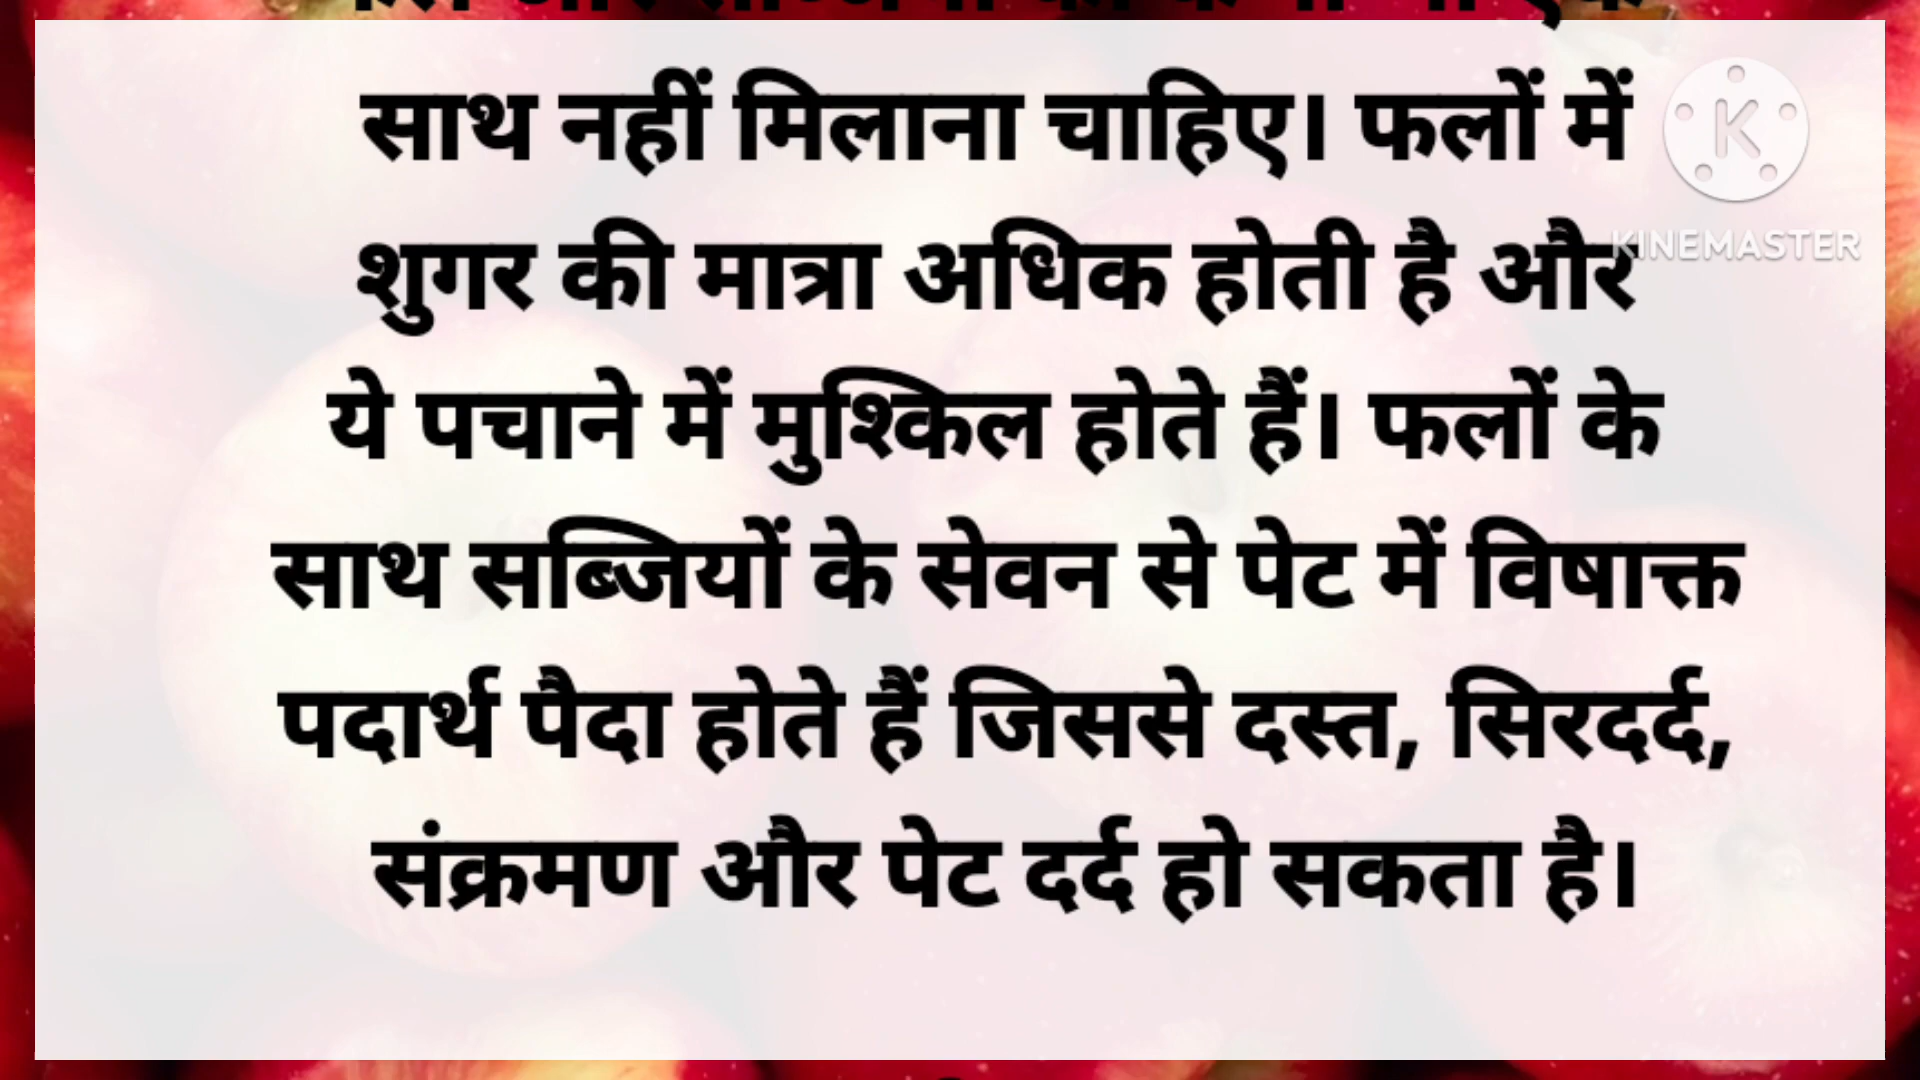 साथ नहीं मिलाना चाहिए। फलों में
शुगर की मात्रा अधिक होती है और
ये पचाने में मुश्किल होते हैं। फलों के
साथ सब्जियों के सेवन से पेट में विषाक्त
पदार्थ पैदा होते हैं जिससे दस्त, सिरदर्द,
संक्रमण और पेट दर्द हो सकता है।
K
KINEMASTER